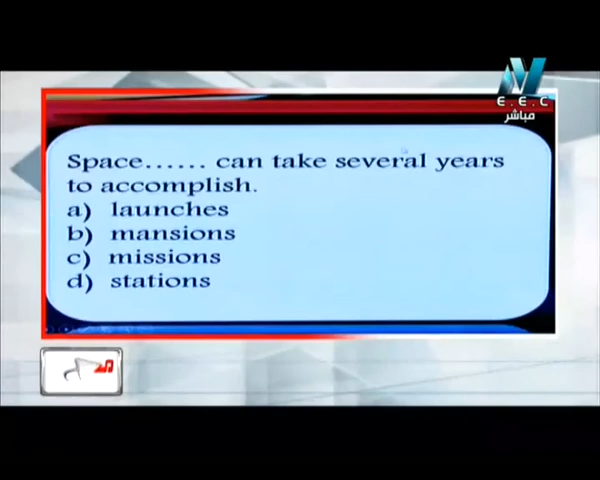 E.E.C
مباشر
Space...... can take several years
to accomplish.
a) launches
b) mansions
c) missions
d) stations